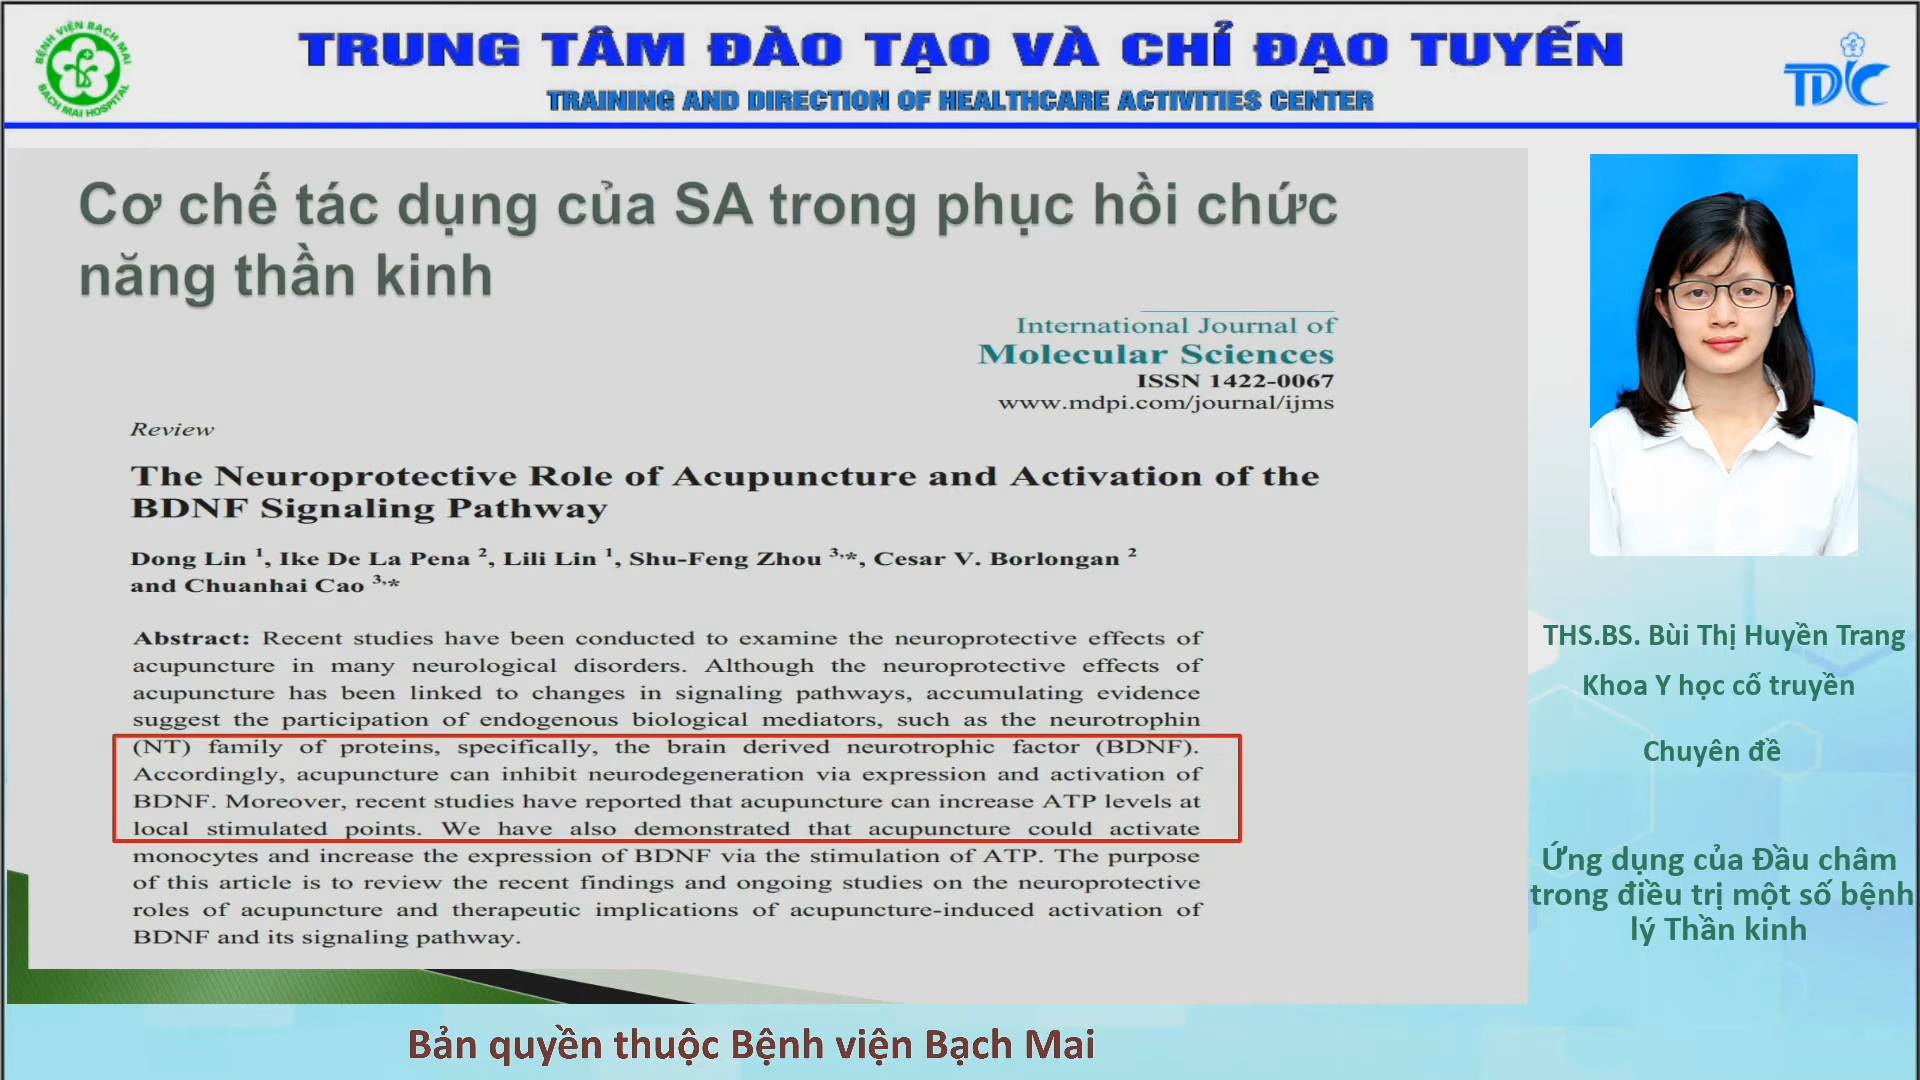 BỆNH VIỆN BẠCH MAI
BACH MAI HOSPITAL
TRUNG TÂM ĐÀO TẠO VÀ CHỈ ĐẠO TUYẾN
TRAINING AND DIRECTION OF HEALTHCARE ACTIVITIES CENTER
TDC
Cơ chế tác dụng của SA trong phục hồi chức
năng thần kinh
International Journal of
Molecular Sciences
ISSN 1422-0067
www.mdpi.com/journal/ijms
Review
The Neuroprotective Role of Acupuncture and Activation of the
BDNF Signaling Pathway
Dong Lin 1, Ike De La Pena 2, Lili Lin 1, Shu-Feng Zhou 3,*, Cesar V. Borlongan 2
and Chuanhai Cao 3,*
Abstract: Recent studies have been conducted to examine the neuroprotective effects of
acupuncture in many neurological disorders. Although the neuroprotective effects of
acupuncture has been linked to changes in signaling pathways, accumulating evidence
suggest the participation of endogenous biological mediators, such as the neurotrophin
(NT) family of proteins, specifically, the brain derived neurotrophic factor (BDNF).
Accordingly, acupuncture can inhibit neurodegeneration via expression and activation of
BDNF. Moreover, recent studies have reported that acupuncture can increase ATP levels at
local stimulated points. We have also demonstrated that acupuncture could activate
monocytes and increase the expression of BDNF via the stimulation of ATP. The purpose
of this article is to review the recent findings and ongoing studies on the neuroprotective
roles of acupuncture and therapeutic implications of acupuncture-induced activation of
BDNF and its signaling pathway.
THS.BS. Bùi Thị Huyền Trang
Khoa Y học cố truyền
Chuyên đề
Ứng dụng của Đầu châm
trong điều trị một số bệnh
lý Thần kinh
Bản quyền thuộc Bệnh viện Bạch Mai